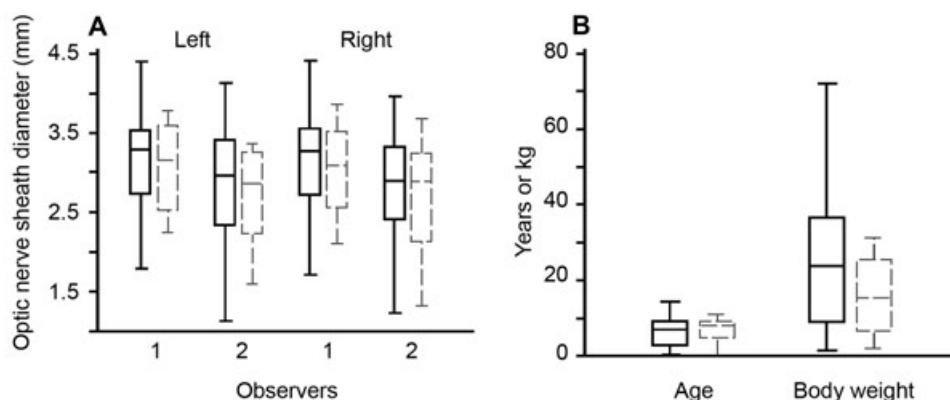 A
Left
Right
Optic nerve sheath diameter (mm)
4.5
3.5
2.5
1.5
1
2
1
2
Observers
B
Years or kg
80
60
40
20
0
Age
Body weight